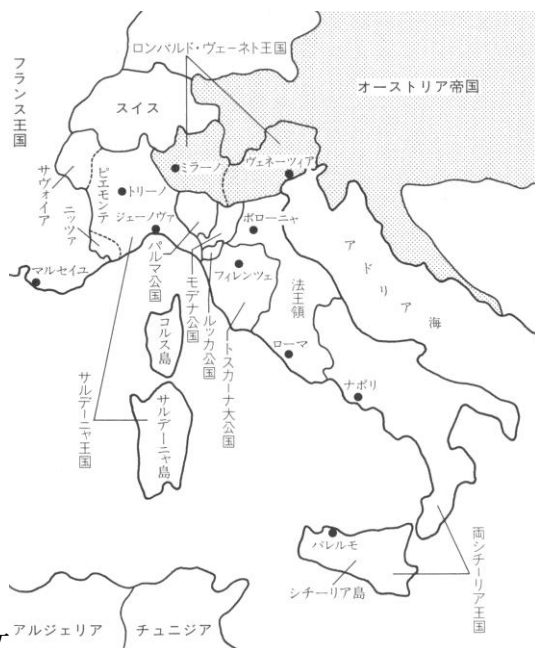 ロンバルド・ヴェーネト王国
フランス王国
オーストリア帝国
スイス
サヴォイア
ピエモンテ
ミラーノ
ヴェネーツィア
トリーノ
ニッツァ
ジェーノヴァ
ボローニャ
マルセイユ
パルマ公国
モデナ公国
ルッカ公国
フィレンツェ
トスカーナ大公国
法王領
アドリア海
コルス島
ローマ
ナポリ
サルデーニャ王国
サルデーニャ島
パレルモ
シチーリア島
両シチーリア王国
アルジェリア
チュニジア